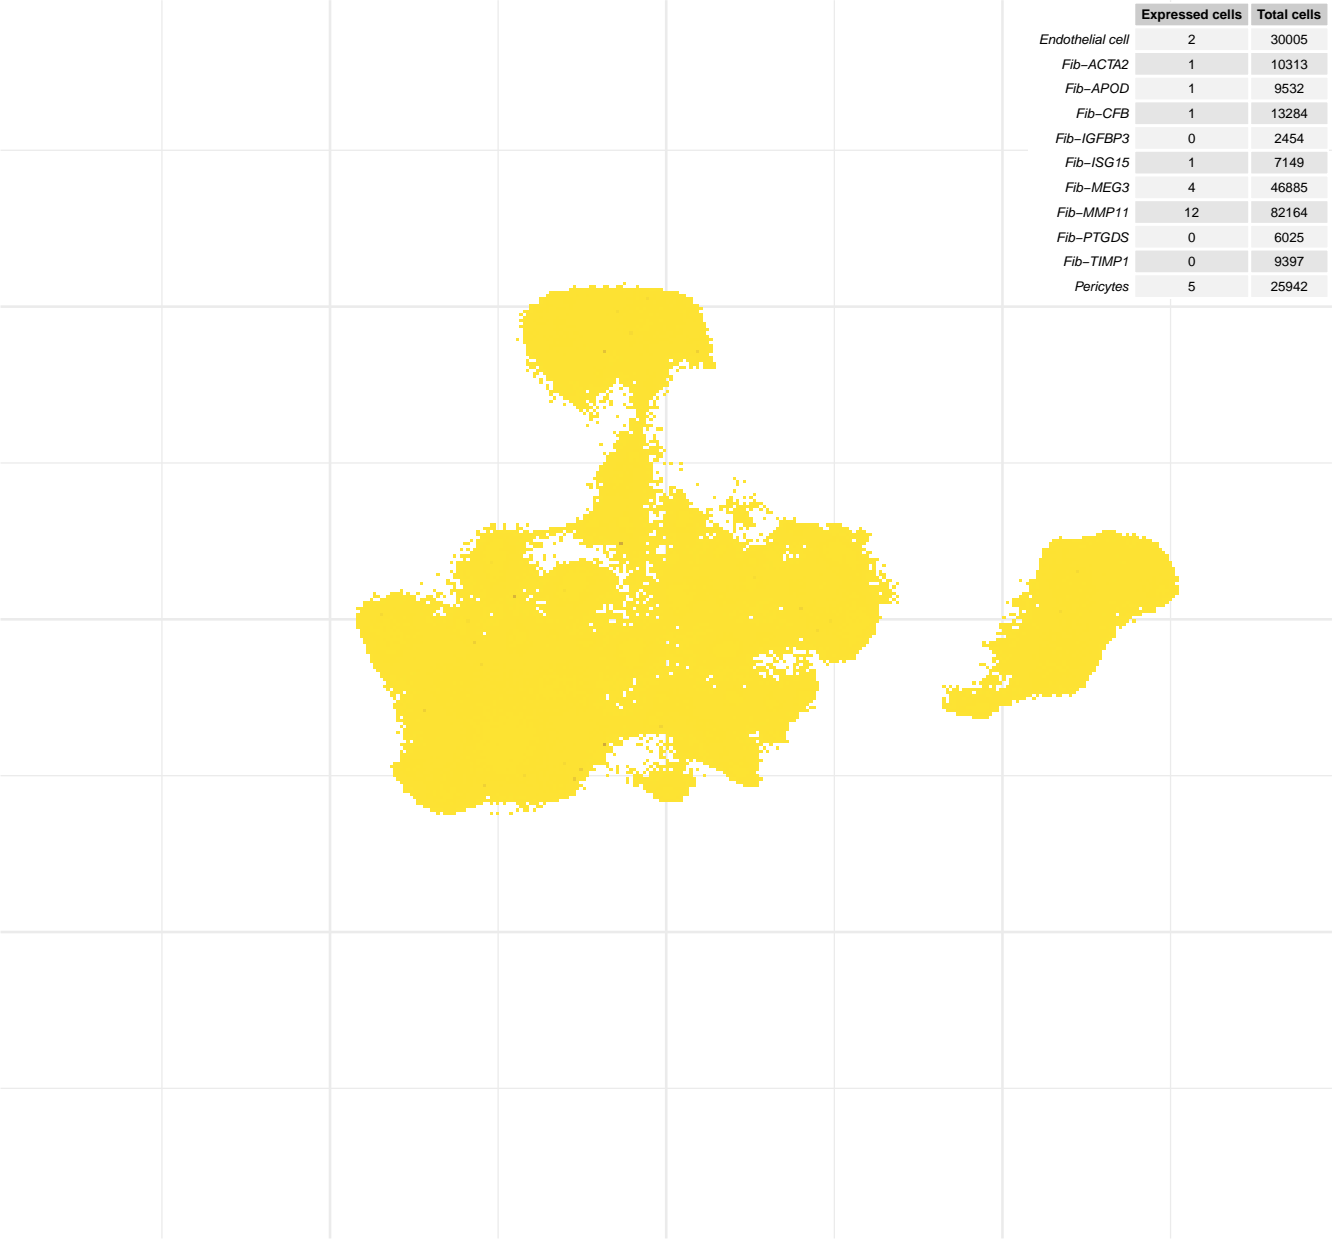 Expressed cells Total cells
Endothelial cell 2 30005
Fib−ACTA2 1 10313
Fib−APOD 1 9532
Fib−CFB 1 13284
Fib−IGFBP3 0 2454
Fib−ISG15 1 7149
Fib−MEG3 4 46885
Fib−MMP11 12 82164
Fib−PTGDS 0 6025
Fib−TIMP1 0 9397
Pericytes 5 25942